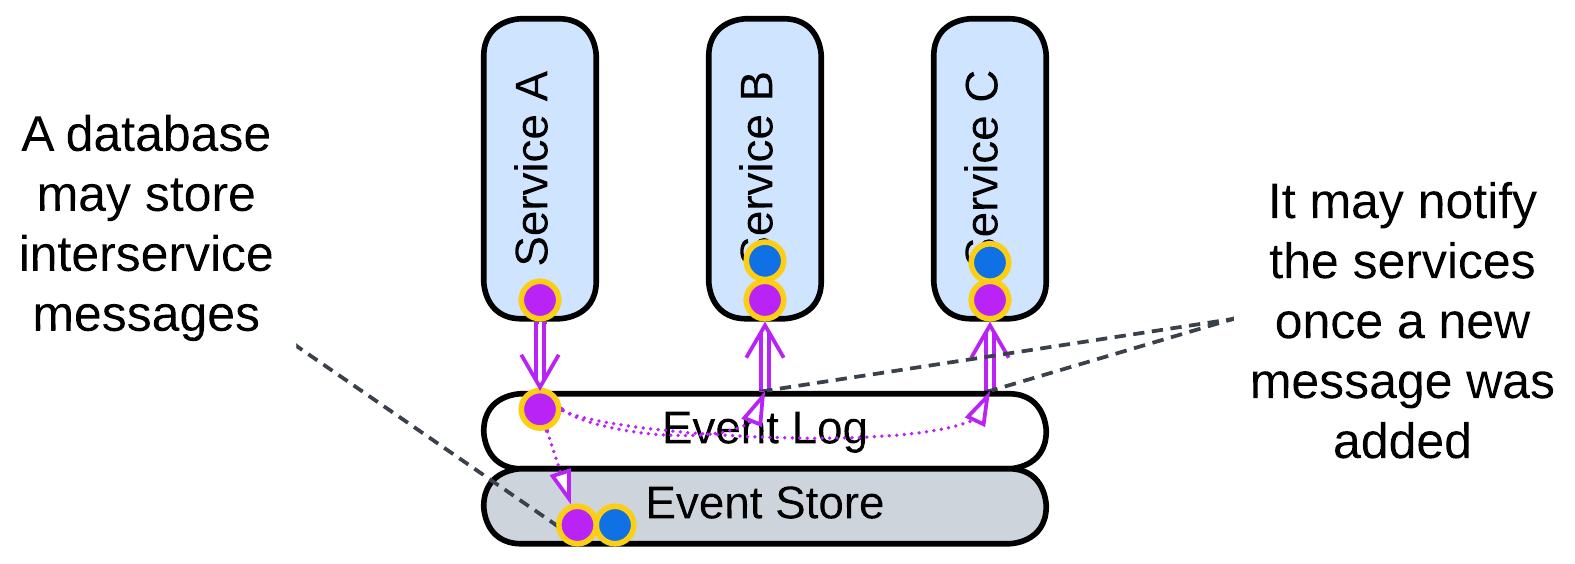 A database
may store
interservice
messages
Service A
Service B
Service C
It may notify
the services
once a new
message was
added
Event Log
Event Store